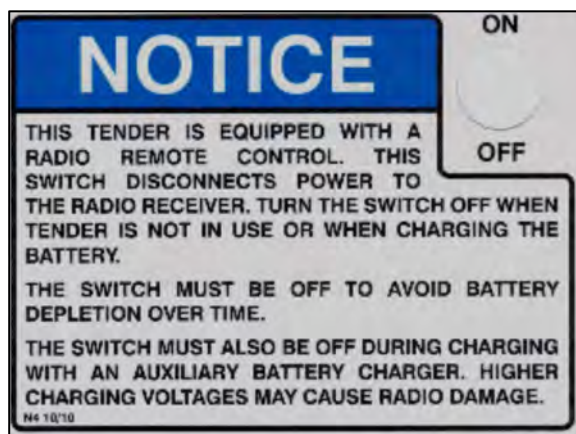 NOTICE
ON
OFF
THIS TENDER IS EQUIPPED WITH A
RADIO REMOTE CONTROL. THIS
SWITCH DISCONNECTS POWER TO
THE RADIO RECEIVER. TURN THE SWITCH OFF WHEN
TENDER IS NOT IN USE OR WHEN CHARGING THE
BATTERY.
THE SWITCH MUST BE OFF TO AVOID BATTERY
DEPLETION OVER TIME.
THE SWITCH MUST ALSO BE OFF DURING CHARGING
WITH AN AUXILIARY BATTERY CHARGER. HIGHER
CHARGING VOLTAGES MAY CAUSE RADIO DAMAGE.
N4 10/10